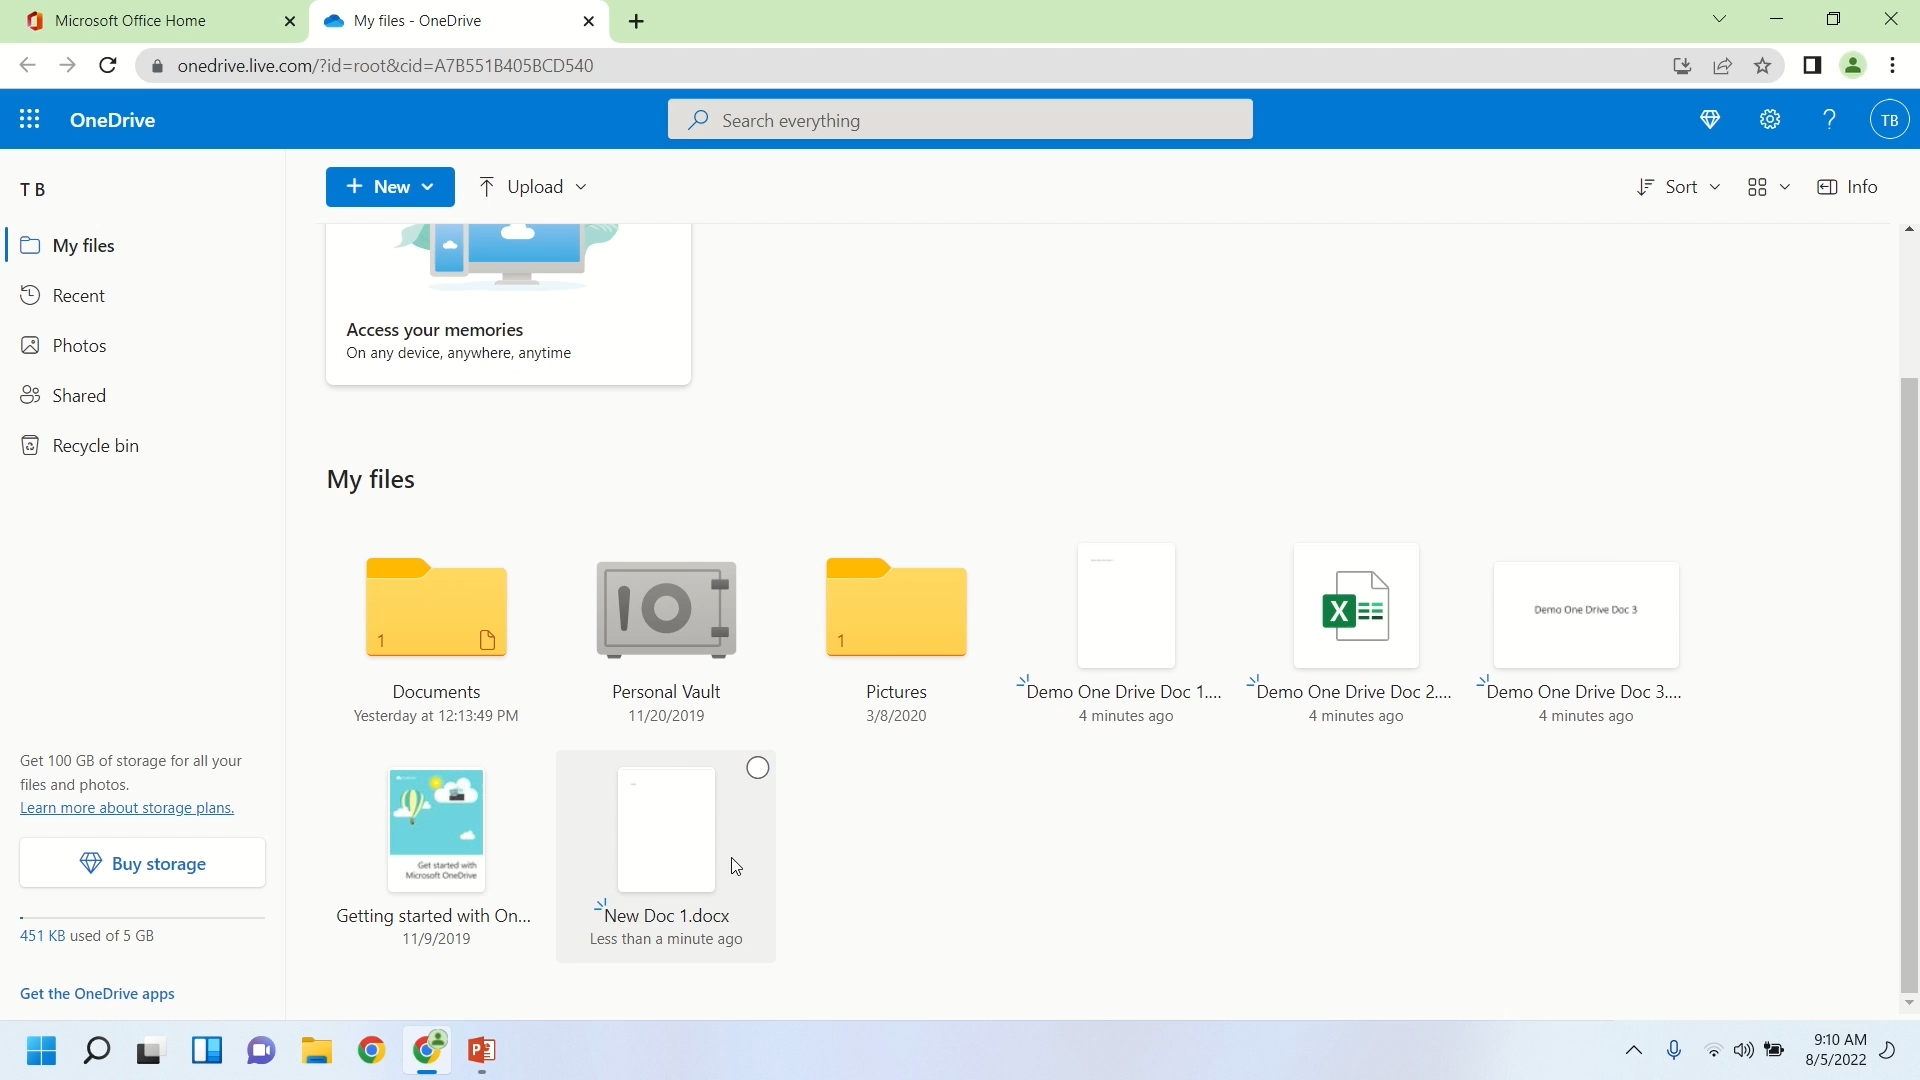 Microsoft Office Home
My files - OneDrive
onedrive.live.com/?id=root&cid=A7B551B405BCD540
OneDrive
Search everything
TB
T B
New
Upload
Sort
Info
My files
Recent
Photos
Shared
Recycle bin
Access your memories
On any device, anywhere, anytime
My files
1
1
X
Demo One Drive Doc 3
Documents
Yesterday at 12:13:49 PM
Personal Vault
11/20/2019
Pictures
3/8/2020
Demo One Drive Doc 1....
4 minutes ago
Demo One Drive Doc 2....
4 minutes ago
Demo One Drive Doc 3....
4 minutes ago
Get started with
Microsoft OneDrive
Getting started with On...
11/9/2019
New Doc 1.docx
Less than a minute ago
Get 100 GB of storage for all your
files and photos.
Learn more about storage plans.
Buy storage
451 KB used of 5 GB
Get the OneDrive apps
P
9:10 AM
8/5/2022